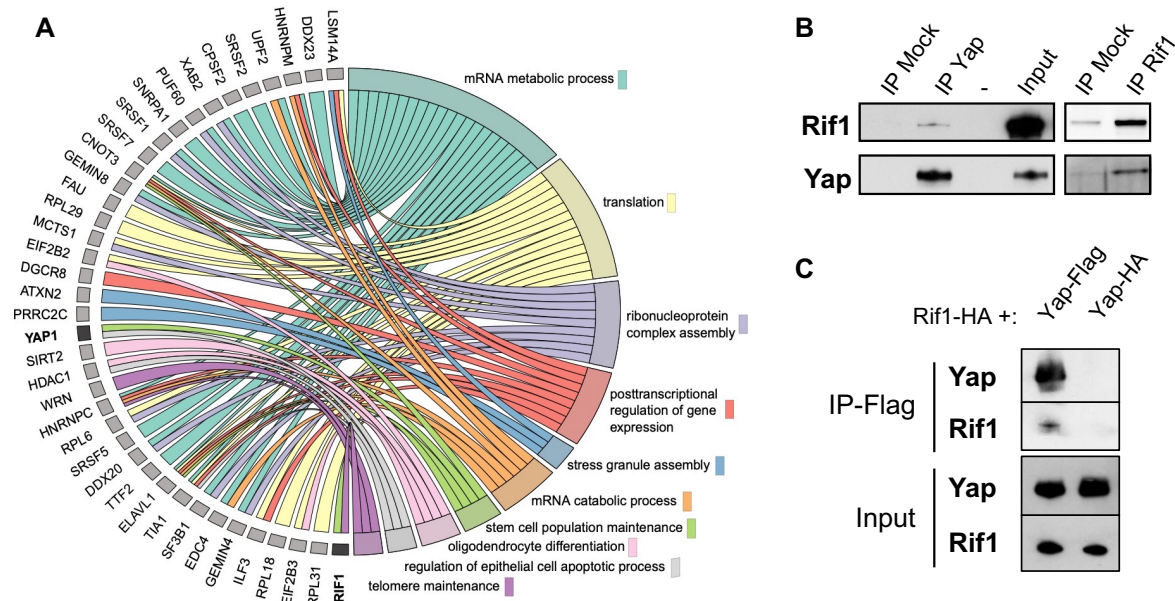 A
LSM14A
DDX23
HNRNPM
UPF2
SRSF2
CPSF2
XAB2
PUF60
SNRPA1
SRSF1
SRSF7
CNOT3
GEMIN8
FAU
RPL29
MCTS1
EIF2B2
DGCR8
ATXN2
PRRC2C
YAP1
SIRT2
HDAC1
WRN
HNRNPC
RPL6
SRSF5
DDX20
TTF2
ELAVL1
TIA1
SF3B1
EDC4
GEMIN4
ILF3
RPL18
EIF2B3
RPL31
RIF1
mRNA metabolic process
translation
ribonucleoprotein
complex assembly
posttranscriptional
regulation of gene
expression
stress granule assembly
mRNA catabolic process
stem cell population maintenance
oligodendrocyte differentiation
regulation of epithelial cell apoptotic process
telomere maintenance
B
IP Mock
IP Yap
-
Input
IP Mock
IP Rif1
Rif1
Yap
C
Rif1-HA +:
Yap-Flag
Yap-HA
IP-Flag
Yap
Rif1
Input
Yap
Rif1